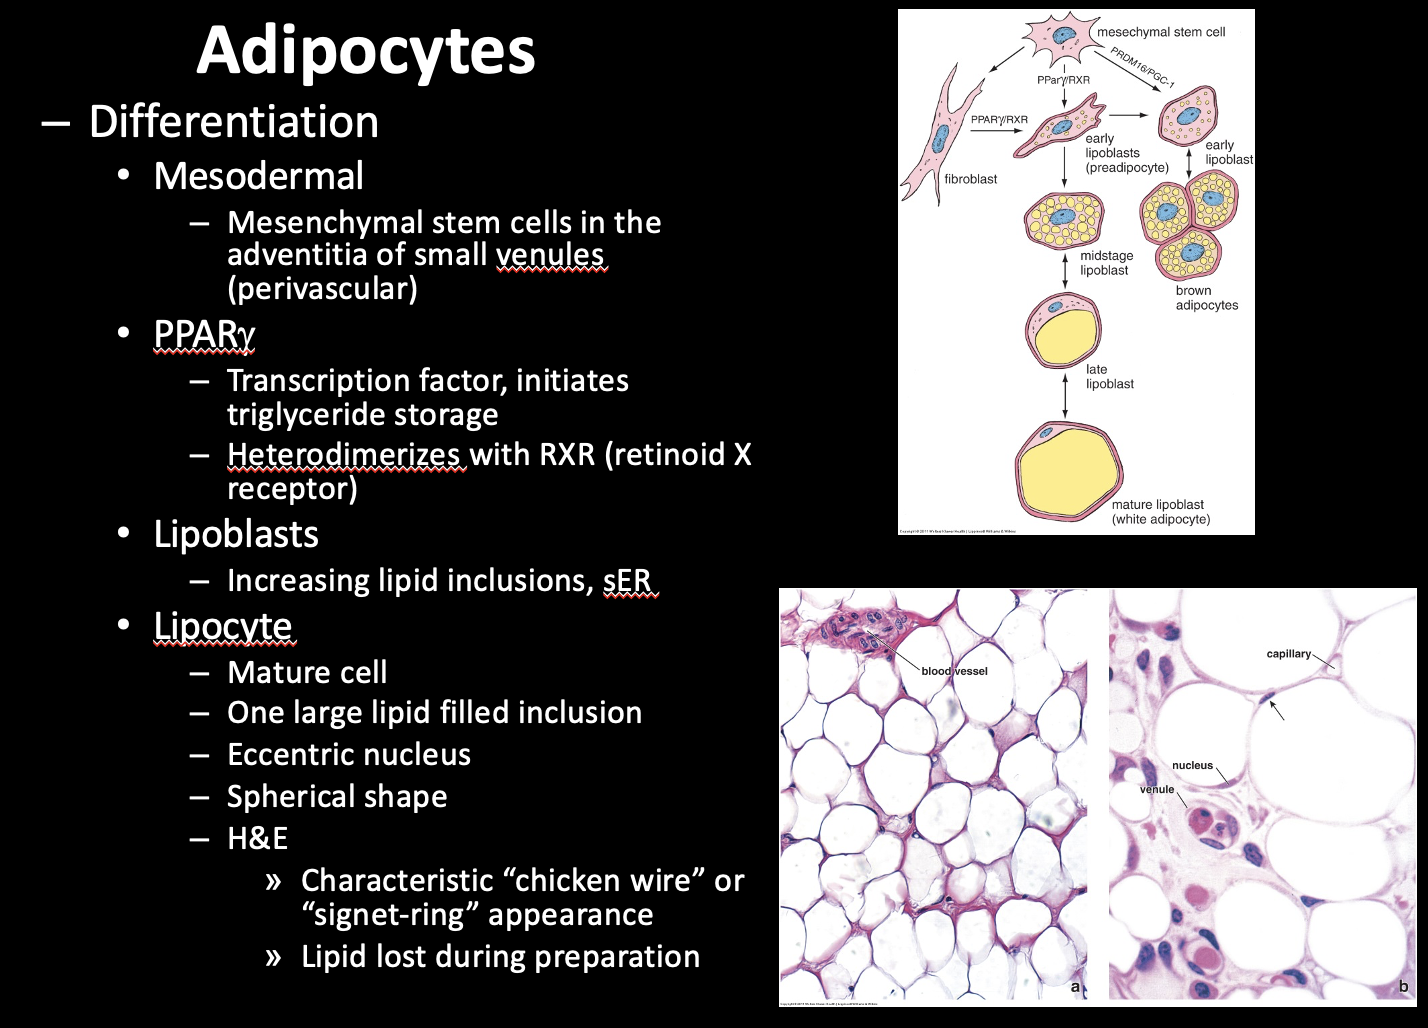 Adipocytes
– Differentiation
• Mesodermal
– Mesenchymal stem cells in the
adventitia of small venules
(perivascular)
• PPARγ
– Transcription factor, initiates
triglyceride storage
– Heterodimerizes with RXR (retinoid X
receptor)
• Lipoblasts
– Increasing lipid inclusions, sER
• Lipocyte
– Mature cell
– One large lipid filled inclusion
– Eccentric nucleus
– Spherical shape
– H&E
» Characteristic “chicken wire” or
“signet-ring” appearance
» Lipid lost during preparation
mesechymal stem cell
PRDM16/PGC-1
PParγ/RXR
PPARγ/RXR
early
lipoblasts
(preadipocyte)
early
lipoblast
fibroblast
midstage
lipoblast
brown
adipocytes
late
lipoblast
mature lipoblast
(white adipocyte)
blood vessel
a
capillary
nucleus
venule
b